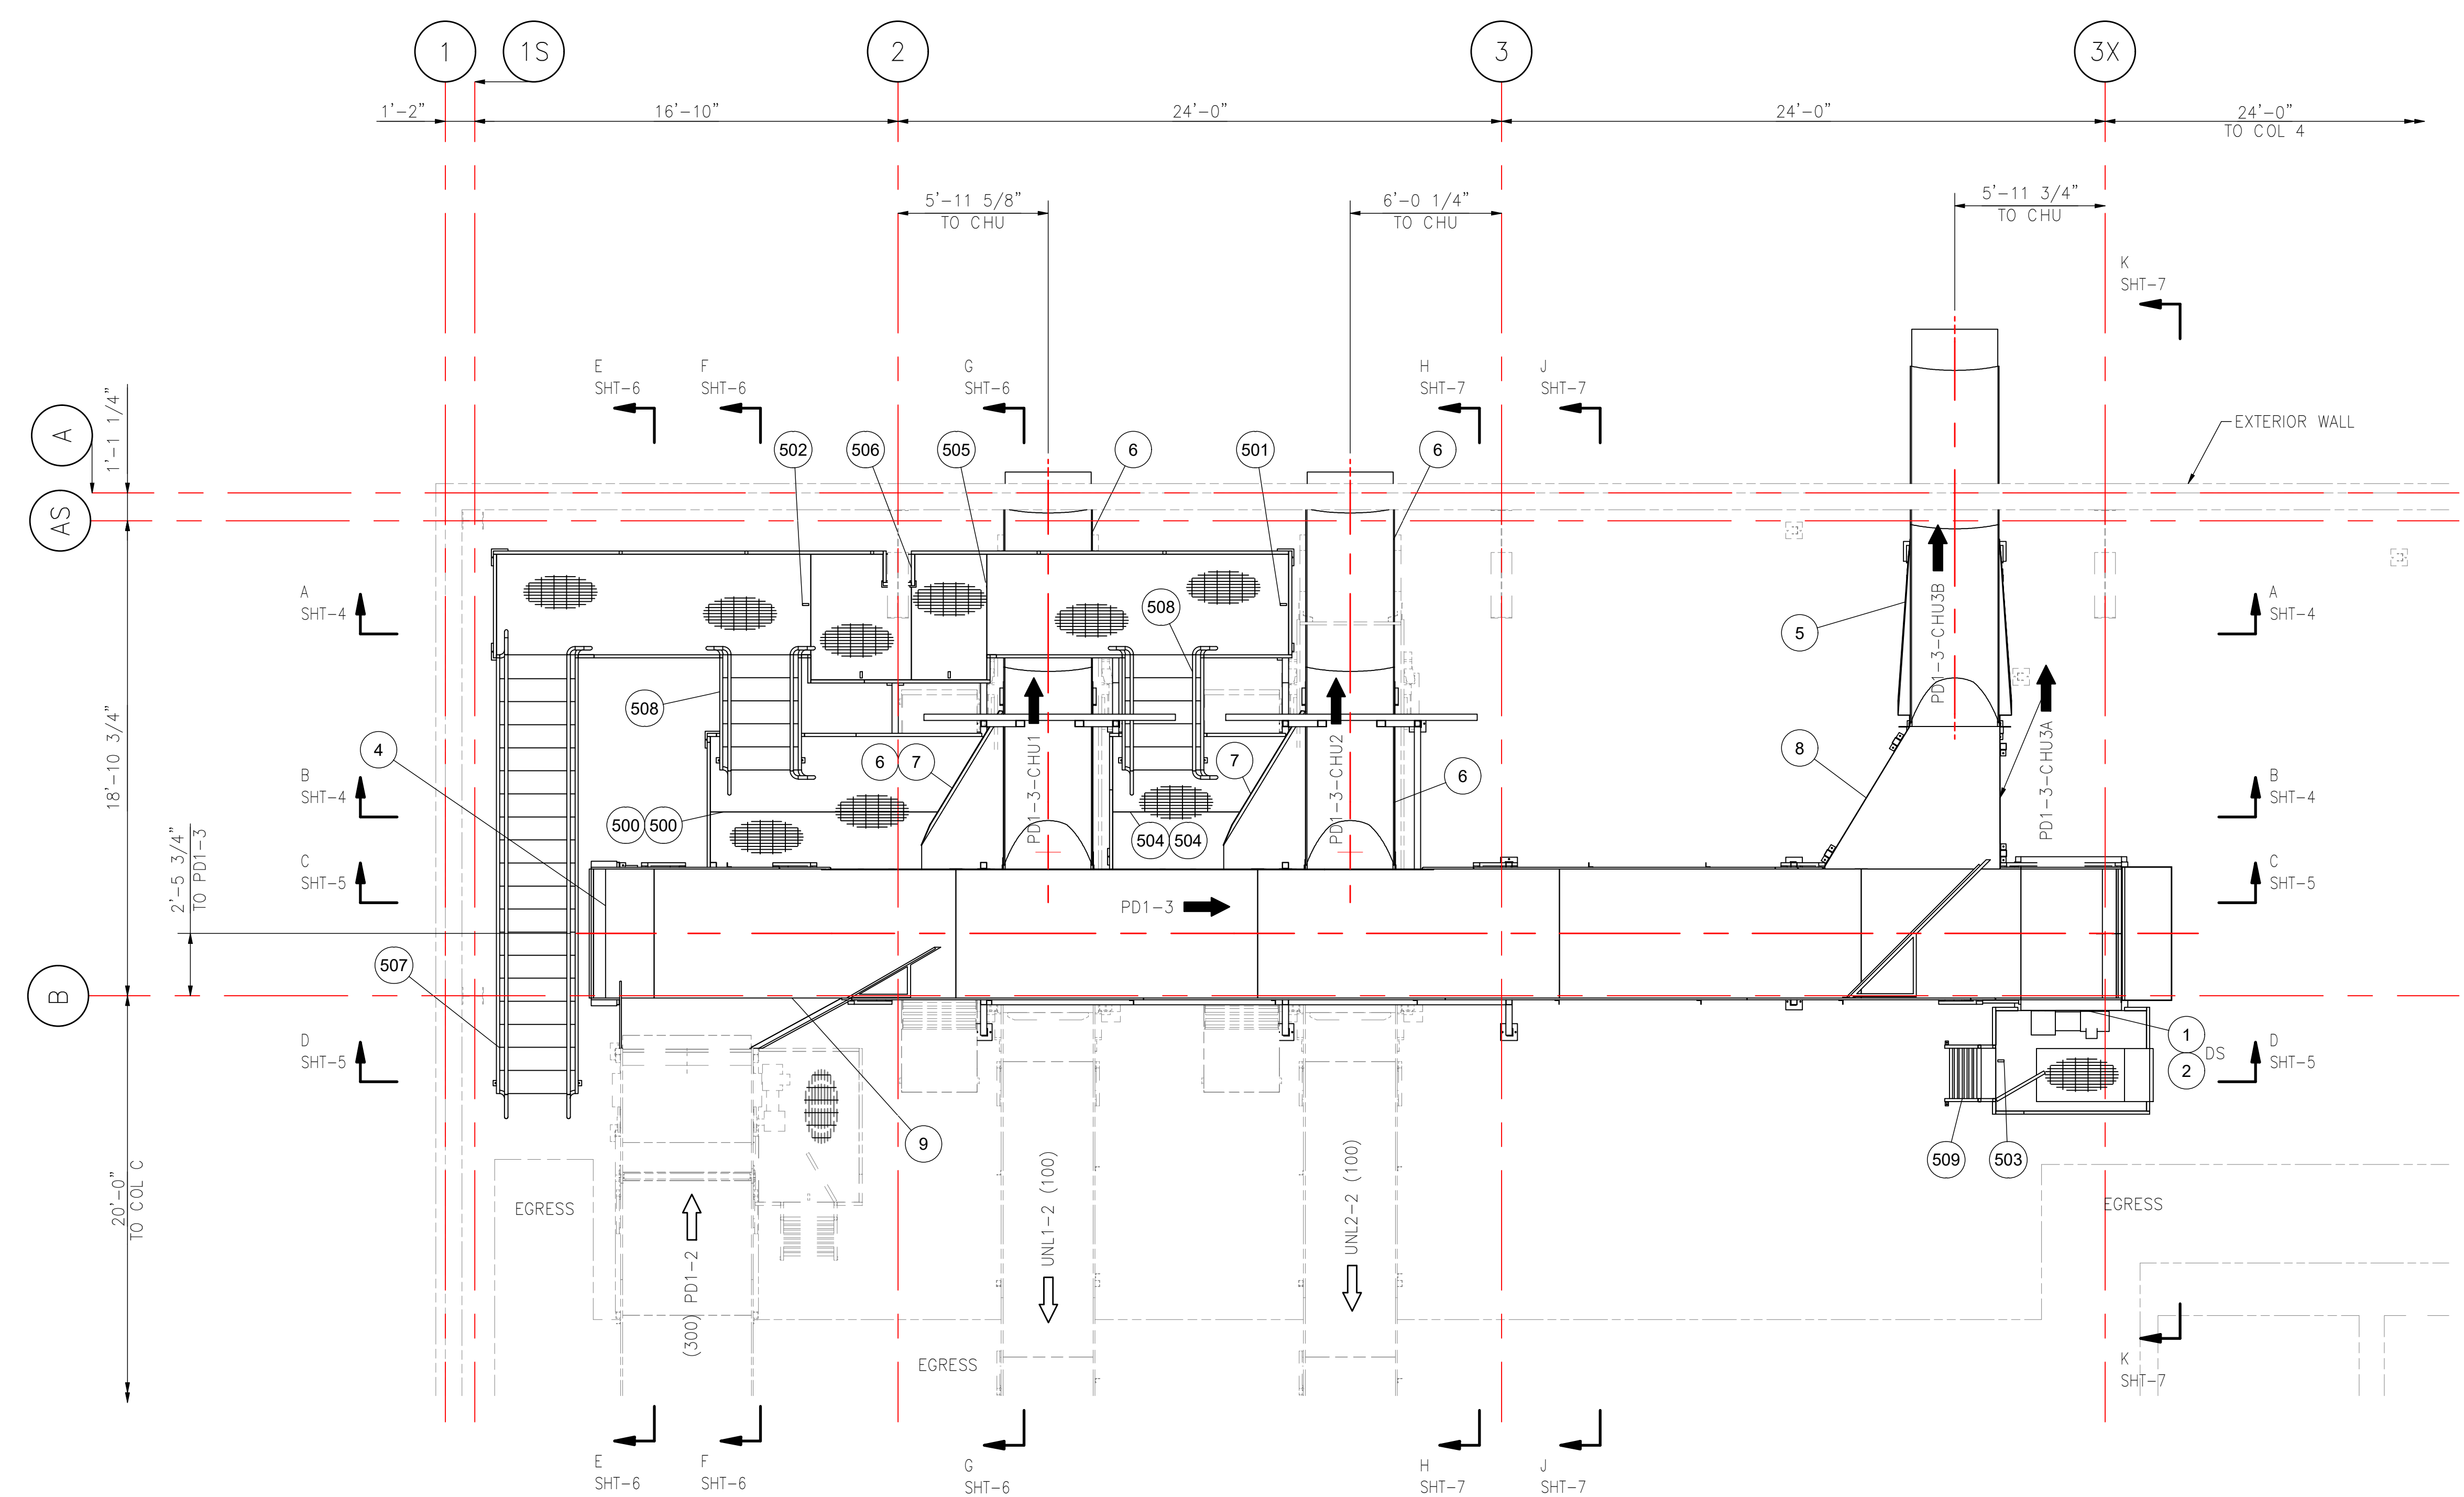 1
1S
2
3
3X
1'-2"
16'-10"
24'-0"
24'-0"
24'-0"
TO COL 4
5'-11 5/8"
TO CHU
6'-0 1/4"
TO CHU
5'-11 3/4"
TO CHU
K
SHT-7
E
SHT-6
F
SHT-6
G
SHT-6
H
SHT-7
J
SHT-7
A
1'-1 1/4"
AS
502
506
505
6
501
6
EXTERIOR WALL
A
SHT-4
508
5
PD1-3-CHU3B
A
SHT-4
508
18'-10 3/4"
4
6
7
PD1-3-CHU1
7
PD1-3-CHU2
6
8
PD1-3-CHU3A
B
SHT-4
B
SHT-4
500
500
504
504
2'-5 3/4"
TO PD1-3
C
SHT-5
C
SHT-5
PD1-3
507
B
D
SHT-5
1
2
DS
D
SHT-5
9
509
503
20'-0"
TO COL C
EGRESS
(300) PD1-2
UNL1-2 (100)
UNL2-2 (100)
EGRESS
EGRESS
K
SHT-7
E
SHT-6
F
SHT-6
G
SHT-6
H
SHT-7
J
SHT-7